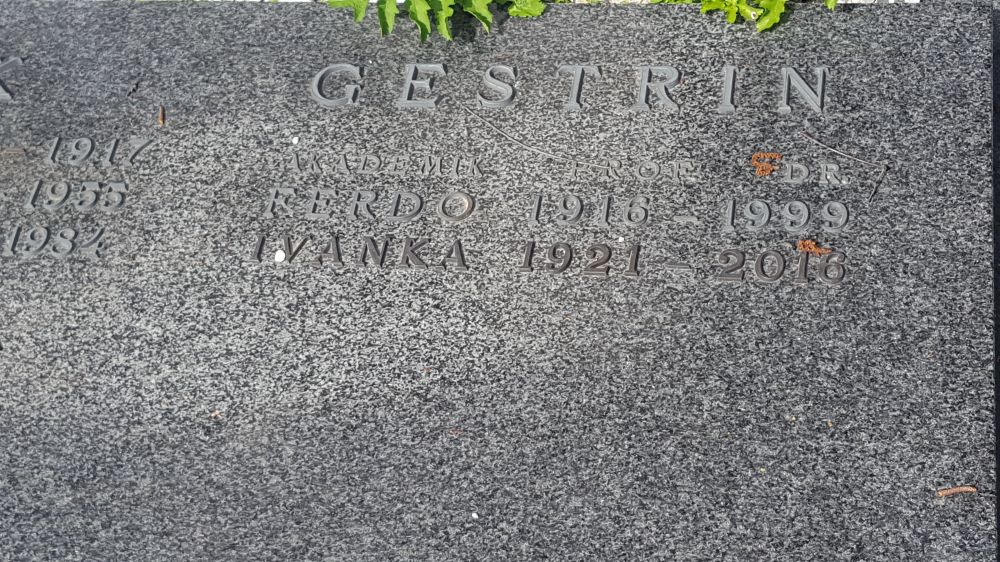 K
GESTRIN
1917
AKADEMIK PROF. DR.
1955
FERDO 1916 – 1999
1984
IVANKA 1921 – 2016